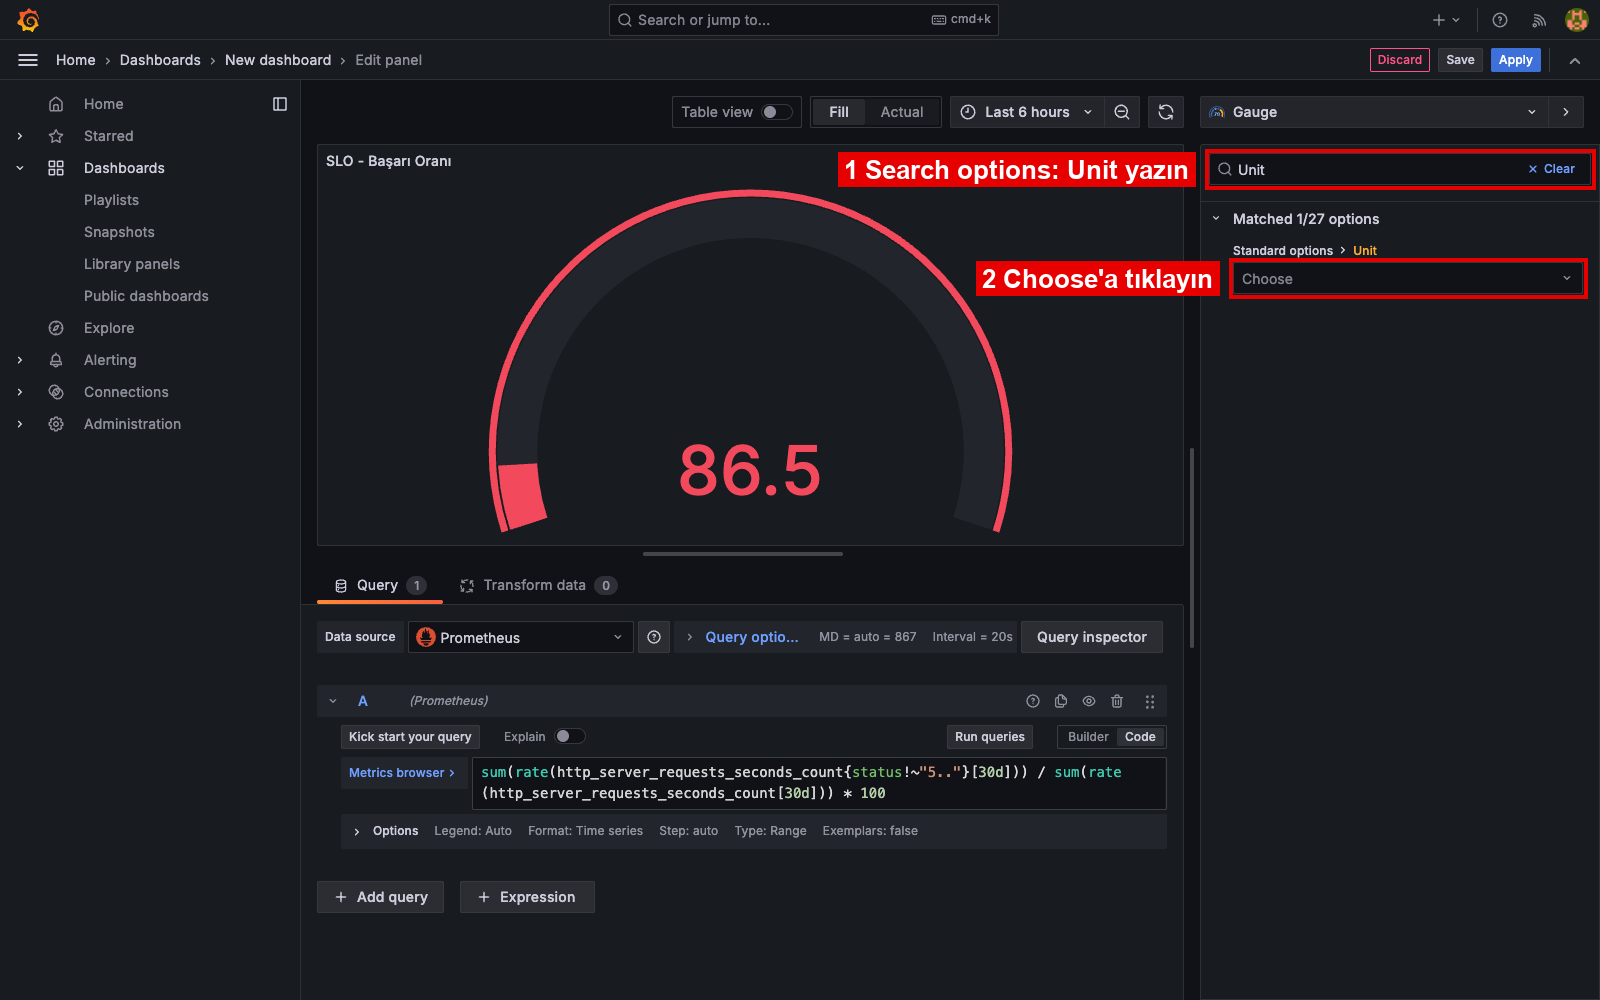 Search or jump to... cmd+k
Home › Dashboards › New dashboard › Edit panel
Discard Save Apply
Home
Starred
Dashboards
Playlists
Snapshots
Library panels
Public dashboards
Explore
Alerting
Connections
Administration
Table view Fill Actual Last 6 hours
Gauge
SLO - Başarı Oranı
1 Search options: Unit yazın
Unit Clear
Matched 1/27 options
Standard options › Unit
2 Choose'a tıklayın
Choose
86.5
Query 1 Transform data 0
Data source Prometheus Query optio... MD = auto = 867 Interval = 20s Query inspector
A (Prometheus)
Kick start your query Explain Run queries Builder Code
Metrics browser ›
sum(rate(http_server_requests_seconds_count{status!~"5.."}[30d])) / sum(rate
(http_server_requests_seconds_count[30d])) * 100
Options Legend: Auto Format: Time series Step: auto Type: Range Exemplars: false
+ Add query + Expression